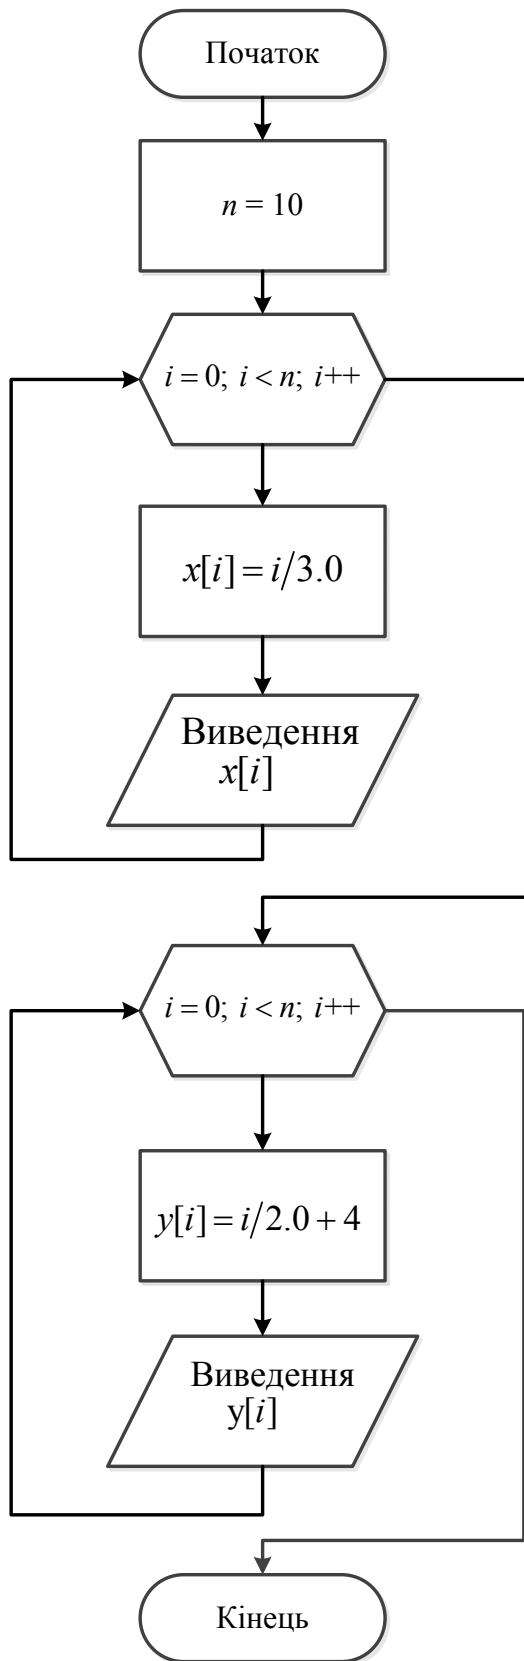 Початок
n = 10
i = 0; i < n; i++
x[i] = i/3.0
Виведення
x[i]
i = 0; i < n; i++
y[i] = i/2.0 + 4
Виведення
y[i]
Кінець